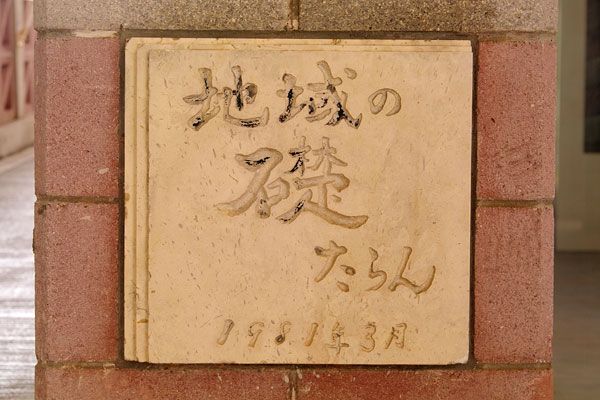 地域の
礎
たらん
1981年3月